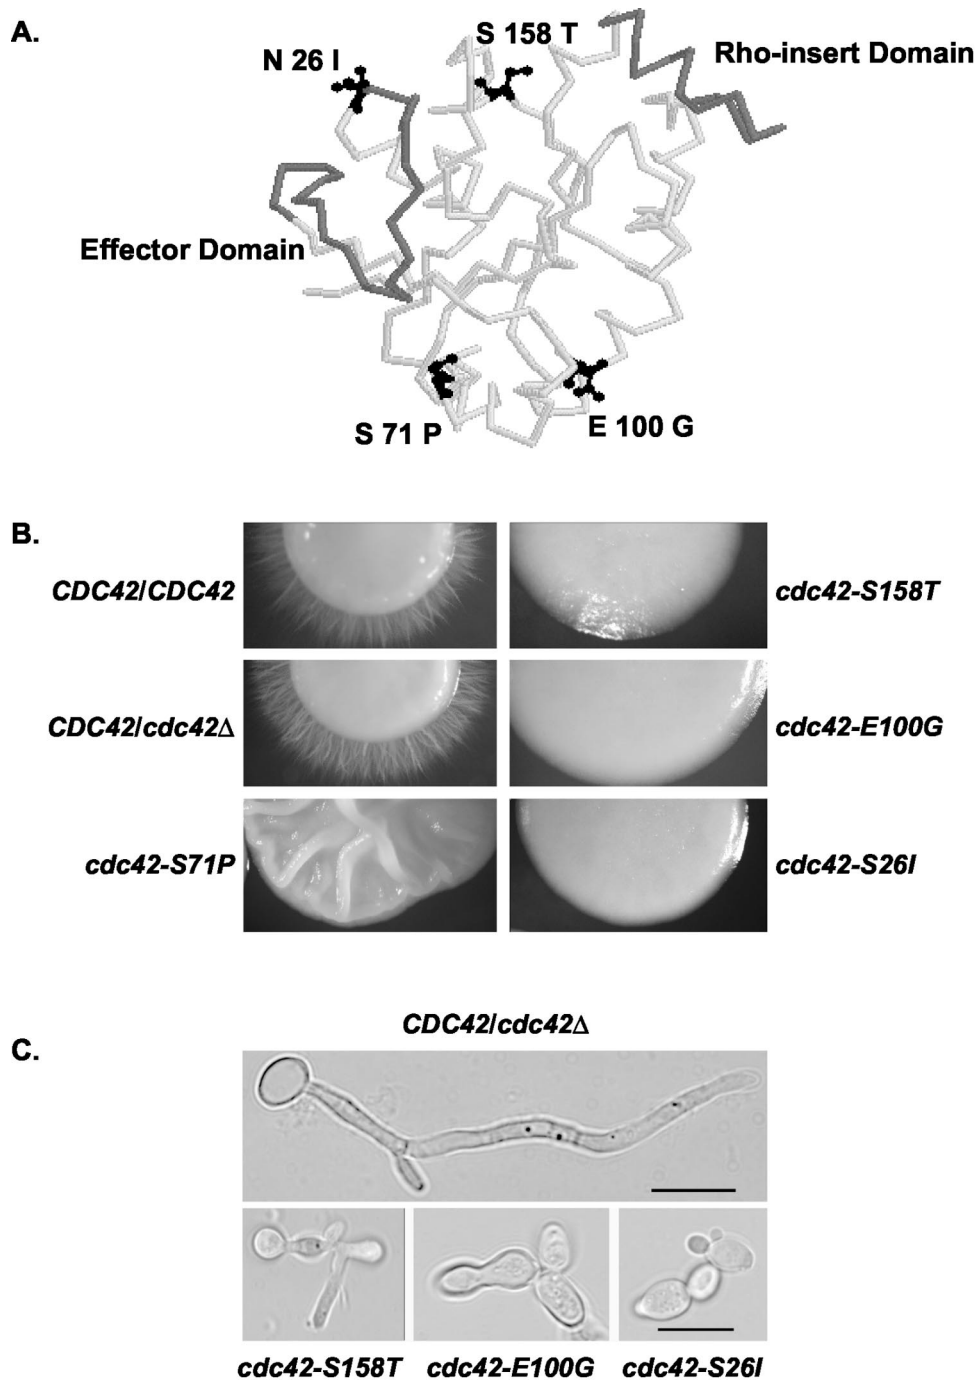 A.
N 26 I
S 158 T
Rho-insert Domain
Effector Domain
S 71 P
E 100 G
B.
CDC42/CDC42
cdc42-S158T
CDC42/cdc42Δ
cdc42-E100G
cdc42-S71P
cdc42-S26I
C.
CDC42/cdc42Δ
cdc42-S158T
cdc42-E100G
cdc42-S26I